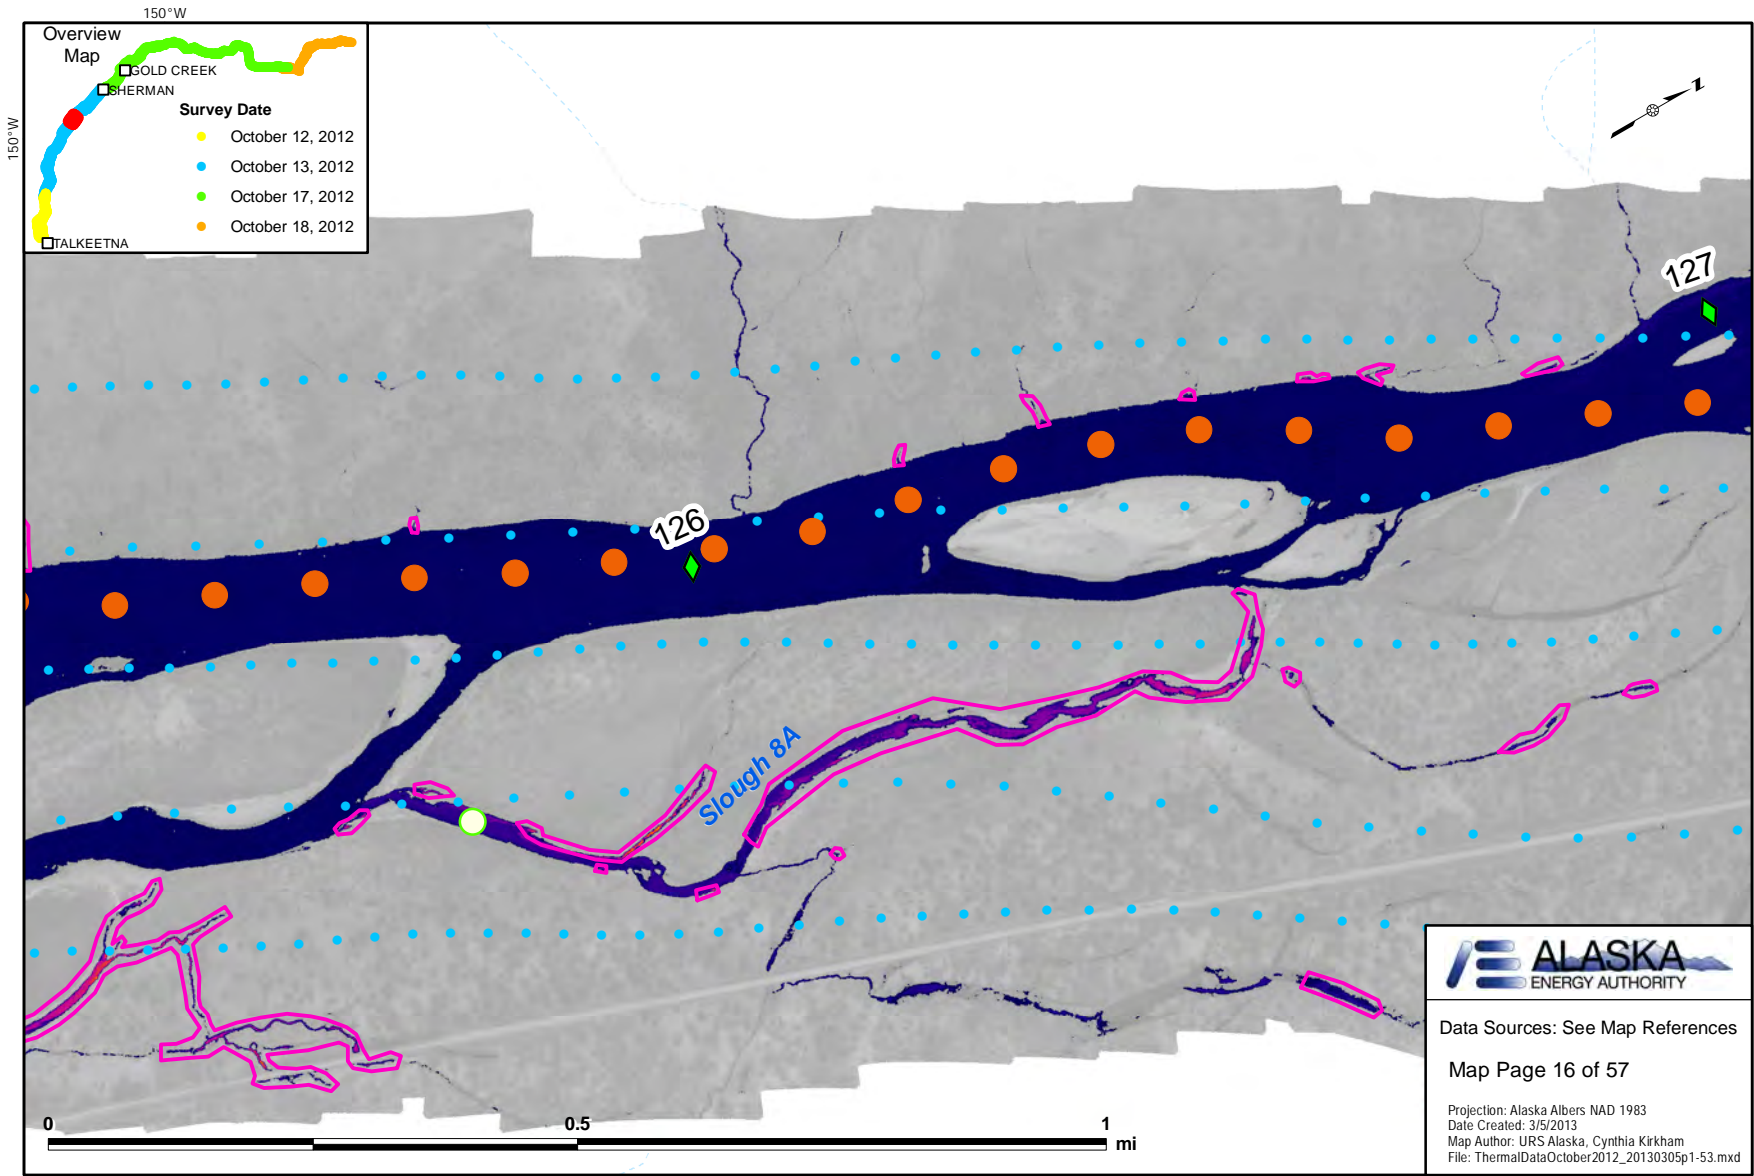 150°W
150°W
Overview
Map
GOLD CREEK
SHERMAN
Survey Date
October 12, 2012
October 13, 2012
October 17, 2012
October 18, 2012
TALKEETNA
N
127
126
Slough 8A
ALASKA
ENERGY AUTHORITY
Data Sources: See Map References
Map Page 16 of 57
Projection: Alaska Albers NAD 1983
Date Created: 3/5/2013
Map Author: URS Alaska, Cynthia Kirkham
File: ThermalDataOctober2012_20130305p1-53.mxd
0
0.5
1
mi